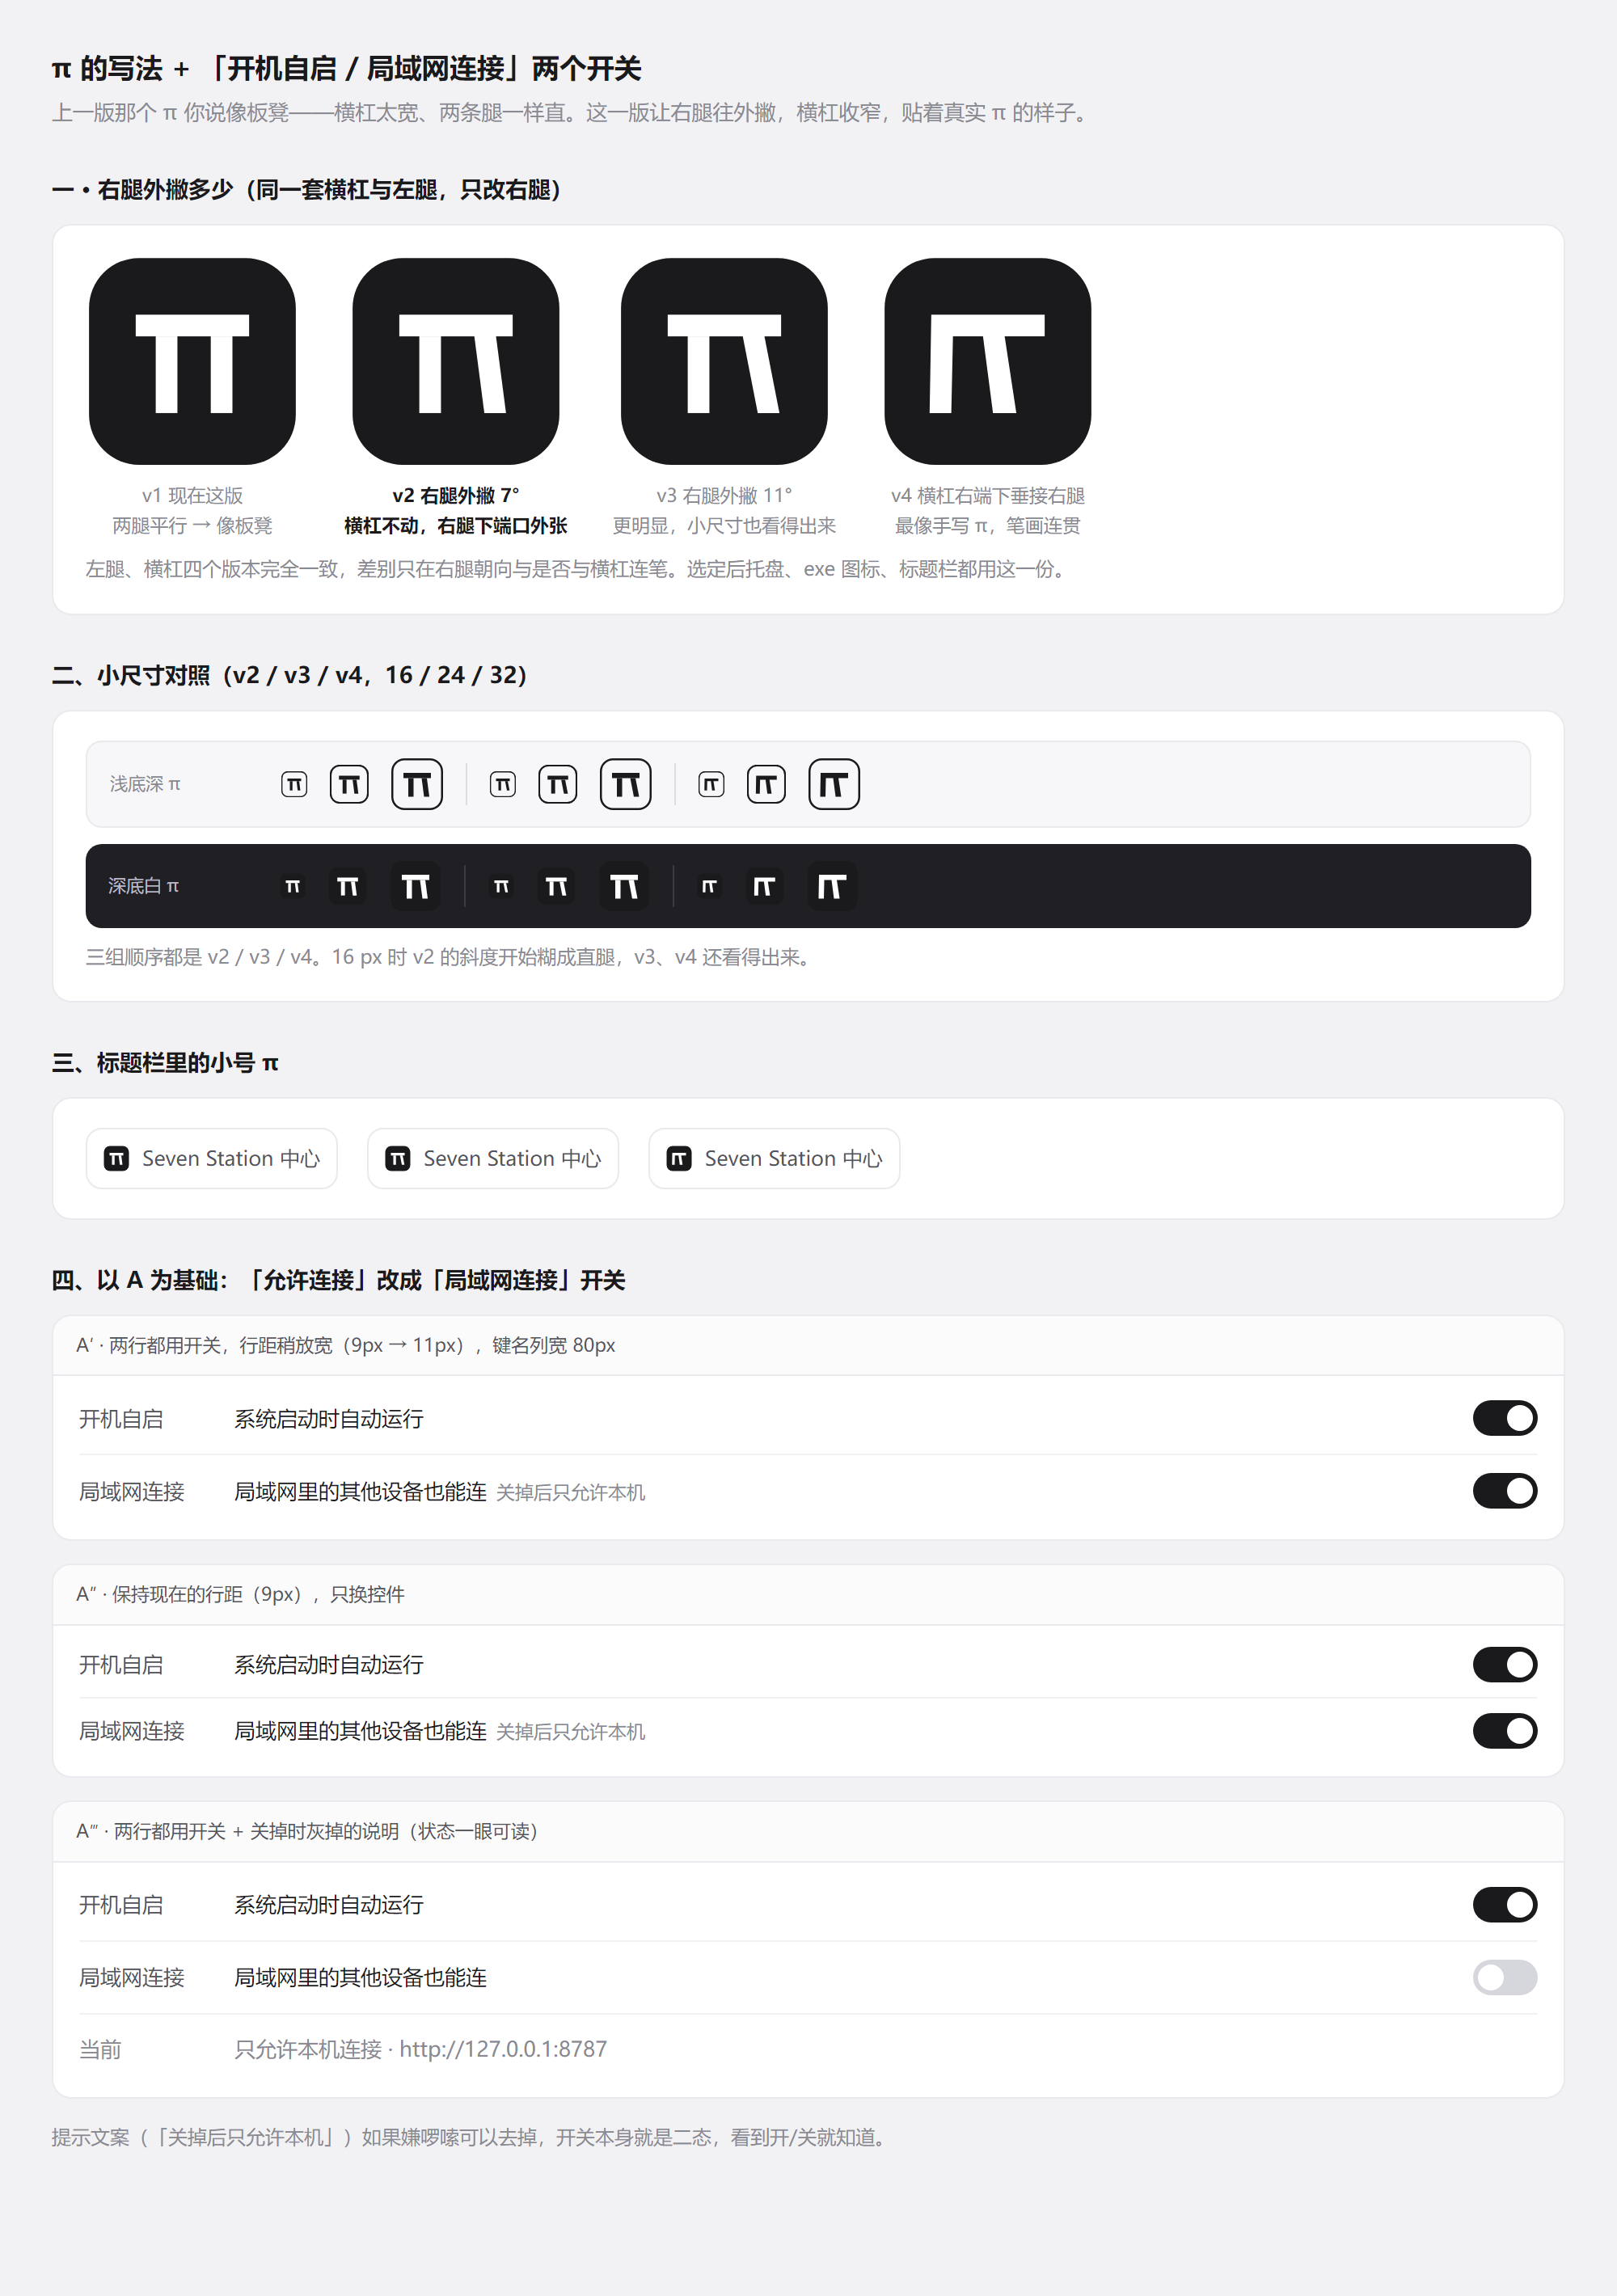 π 的写法 + 「开机自启 / 局域网连接」两个开关
上一版那个 π 你说像板凳——横杠太宽、两条腿一样直。这一版让右腿往外撇，横杠收窄，贴着真实 π 的样子。
一 · 右腿外撇多少（同一套横杠与左腿，只改右腿）
v1 现在这版
两腿平行 → 像板凳
v2 右腿外撇 7°
横杠不动，右腿下端口外张
v3 右腿外撇 11°
更明显，小尺寸也看得出来
v4 横杠右端下垂接右腿
最像手写 π，笔画连贯
左腿、横杠四个版本完全一致，差别只在右腿朝向与是否与横杠连笔。选定后托盘、exe 图标、标题栏都用这一份。
二、小尺寸对照（v2 / v3 / v4，16 / 24 / 32）
浅底深 π
深底白 π
三组顺序都是 v2 / v3 / v4。16 px 时 v2 的斜度开始糊成直腿，v3、v4 还看得出来。
三、标题栏里的小号 π
Seven Station 中心
Seven Station 中心
Seven Station 中心
四、以 A 为基础：「允许连接」改成「局域网连接」开关
A′ · 两行都用开关，行距稍放宽（9px → 11px），键名列宽 80px
开机自启 系统启动时自动运行
局域网连接 局域网里的其他设备也能连 关掉后只允许本机
A″ · 保持现在的行距（9px），只换控件
开机自启 系统启动时自动运行
局域网连接 局域网里的其他设备也能连 关掉后只允许本机
A‴ · 两行都用开关 + 关掉时灰掉的说明（状态一眼可读）
开机自启 系统启动时自动运行
局域网连接 局域网里的其他设备也能连
当前 只允许本机连接 · http://127.0.0.1:8787
提示文案（「关掉后只允许本机」）如果嫌啰嗦可以去掉，开关本身就是二态，看到开/关就知道。